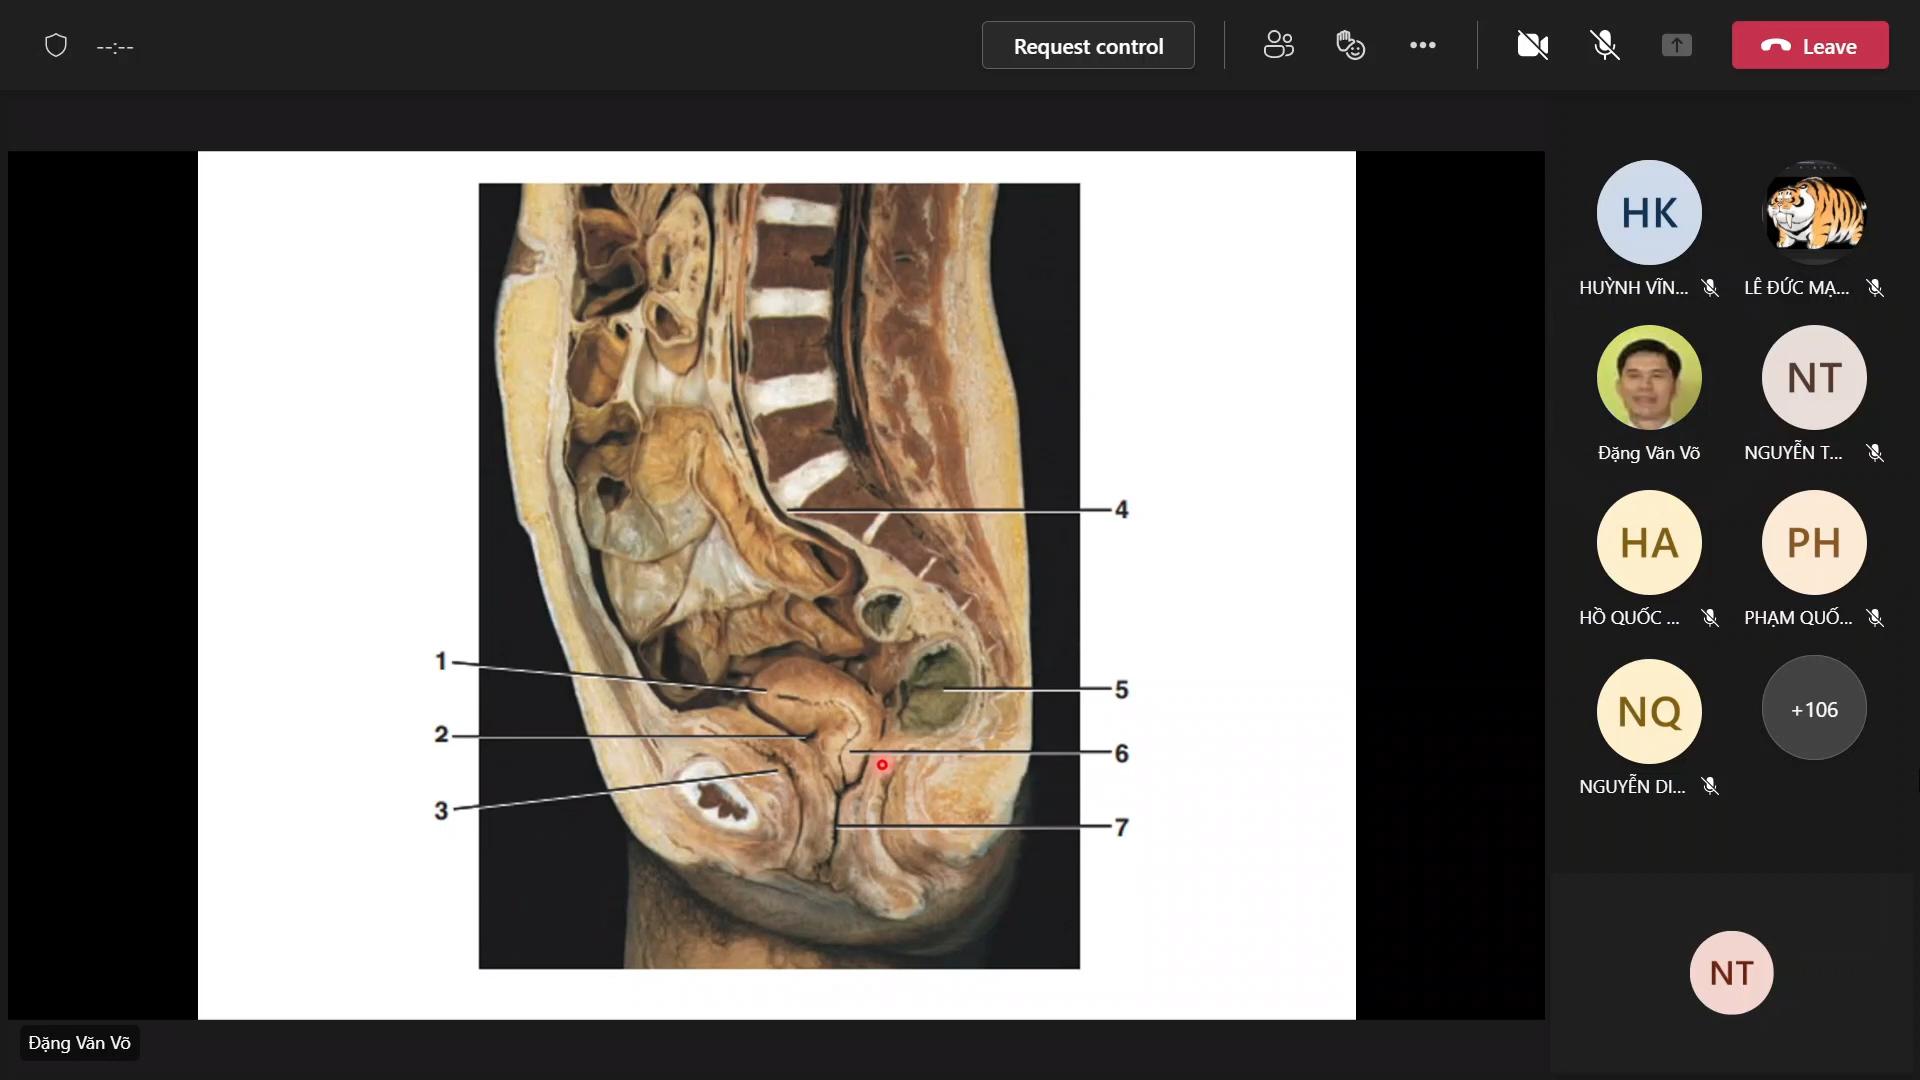 --:--
Request control
Leave
4
1
5
2
6
3
7
HK
HUỲNH VĨN...
LÊ ĐỨC MẠ...
Đặng Văn Võ
NT
NGUYỄN T...
HA
HỒ QUỐC ...
PH
PHẠM QUỐ...
NQ
NGUYỄN DI...
+106
NT
Đặng Văn Võ